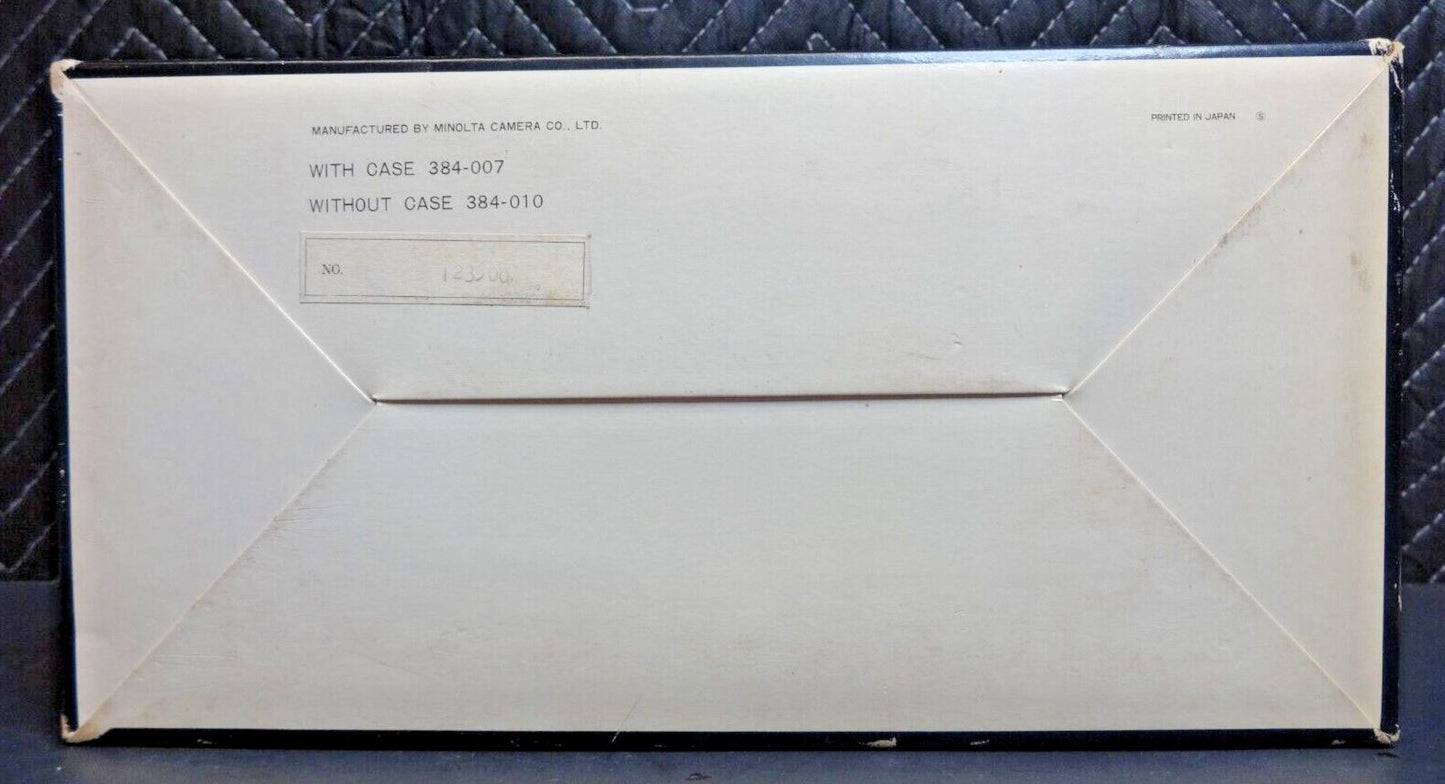 MANUFACTURED BY MINOLTA CAMERA CO., LTD.
PRINTED IN JAPAN Ⓢ
WITH CASE 384-007
WITHOUT CASE 384-010
NO.